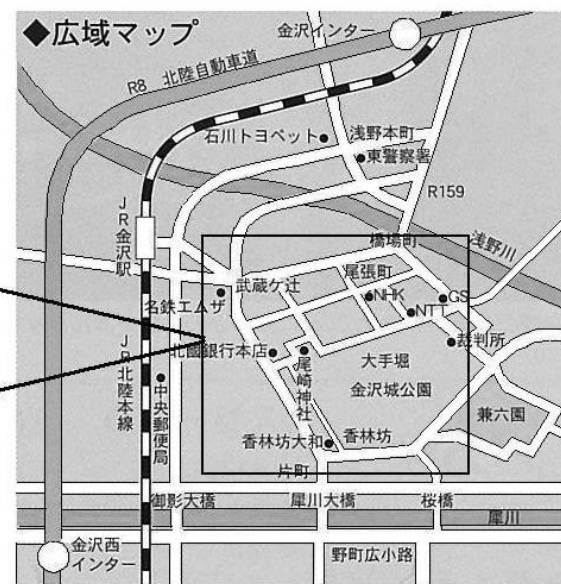 ◆広域マップ
金沢インター
R8 北陸自動車道
石川トヨペット
浅野本町
東警察署
R159
JR金沢駅
橋場町
浅野川
武蔵ケ辻
尾張町
名鉄エムザ
NHK
GS
NTT
裁判所
北國銀行本店
JR北陸本線
中央郵便局
尾崎神社
大手堀
金沢城公園
兼六園
香林坊大和
香林坊
片町
御影大橋
犀川大橋
桜橋
犀川
金沢西
インター
野町広小路